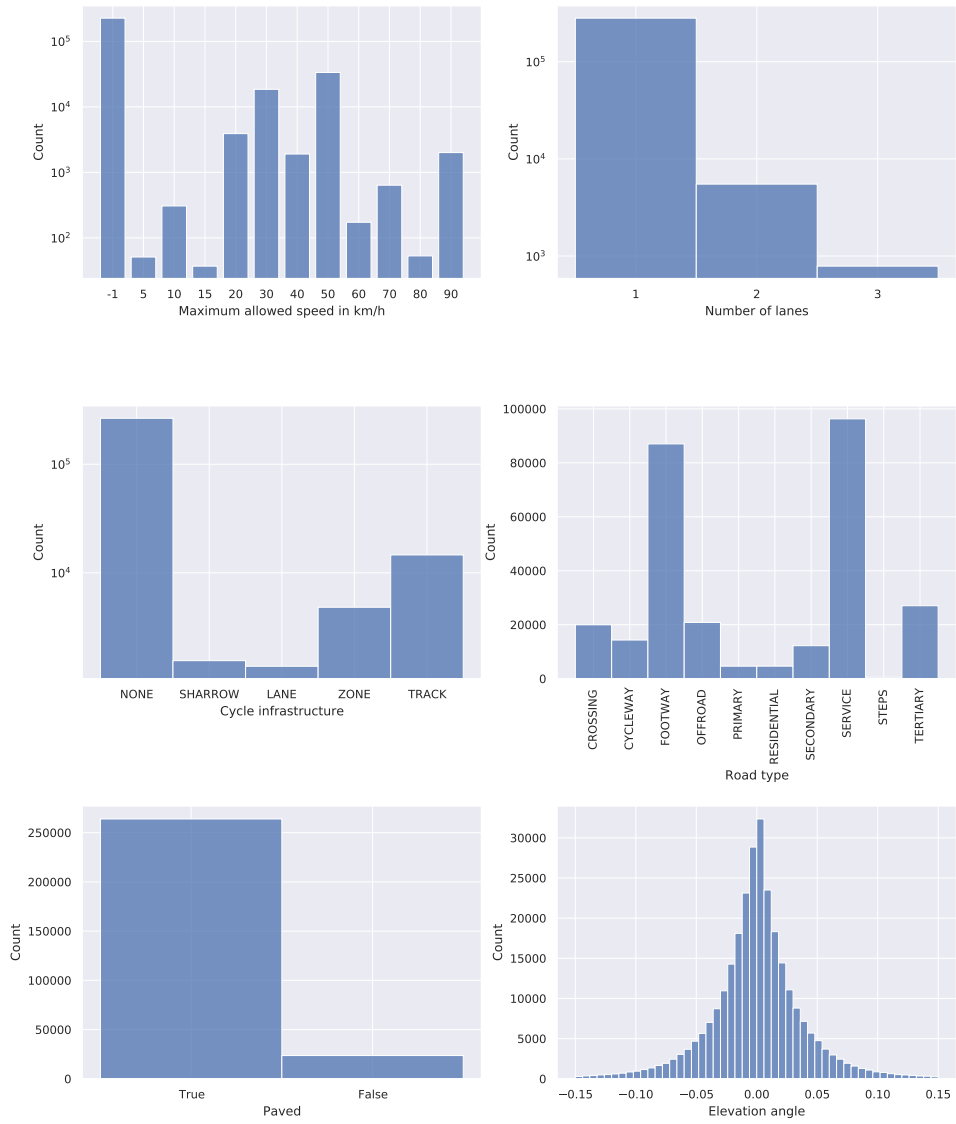 10^5
10^4
10^3
10^2
Count
-1 5 10 15 20 30 40 50 60 70 80 90
Maximum allowed speed in km/h
10^5
10^4
10^3
Count
1 2 3
Number of lanes
10^5
10^4
Count
NONE SHARROW LANE ZONE TRACK
Cycle infrastructure
100000
80000
60000
40000
20000
0
Count
CROSSING
CYCLEWAY
FOOTWAY
OFFROAD
PRIMARY
RESIDENTIAL
SECONDARY
SERVICE
STEPS
TERTIARY
Road type
250000
200000
150000
100000
50000
0
Count
True False
Paved
30000
25000
20000
15000
10000
5000
0
Count
−0.15 −0.10 −0.05 0.00 0.05 0.10 0.15
Elevation angle